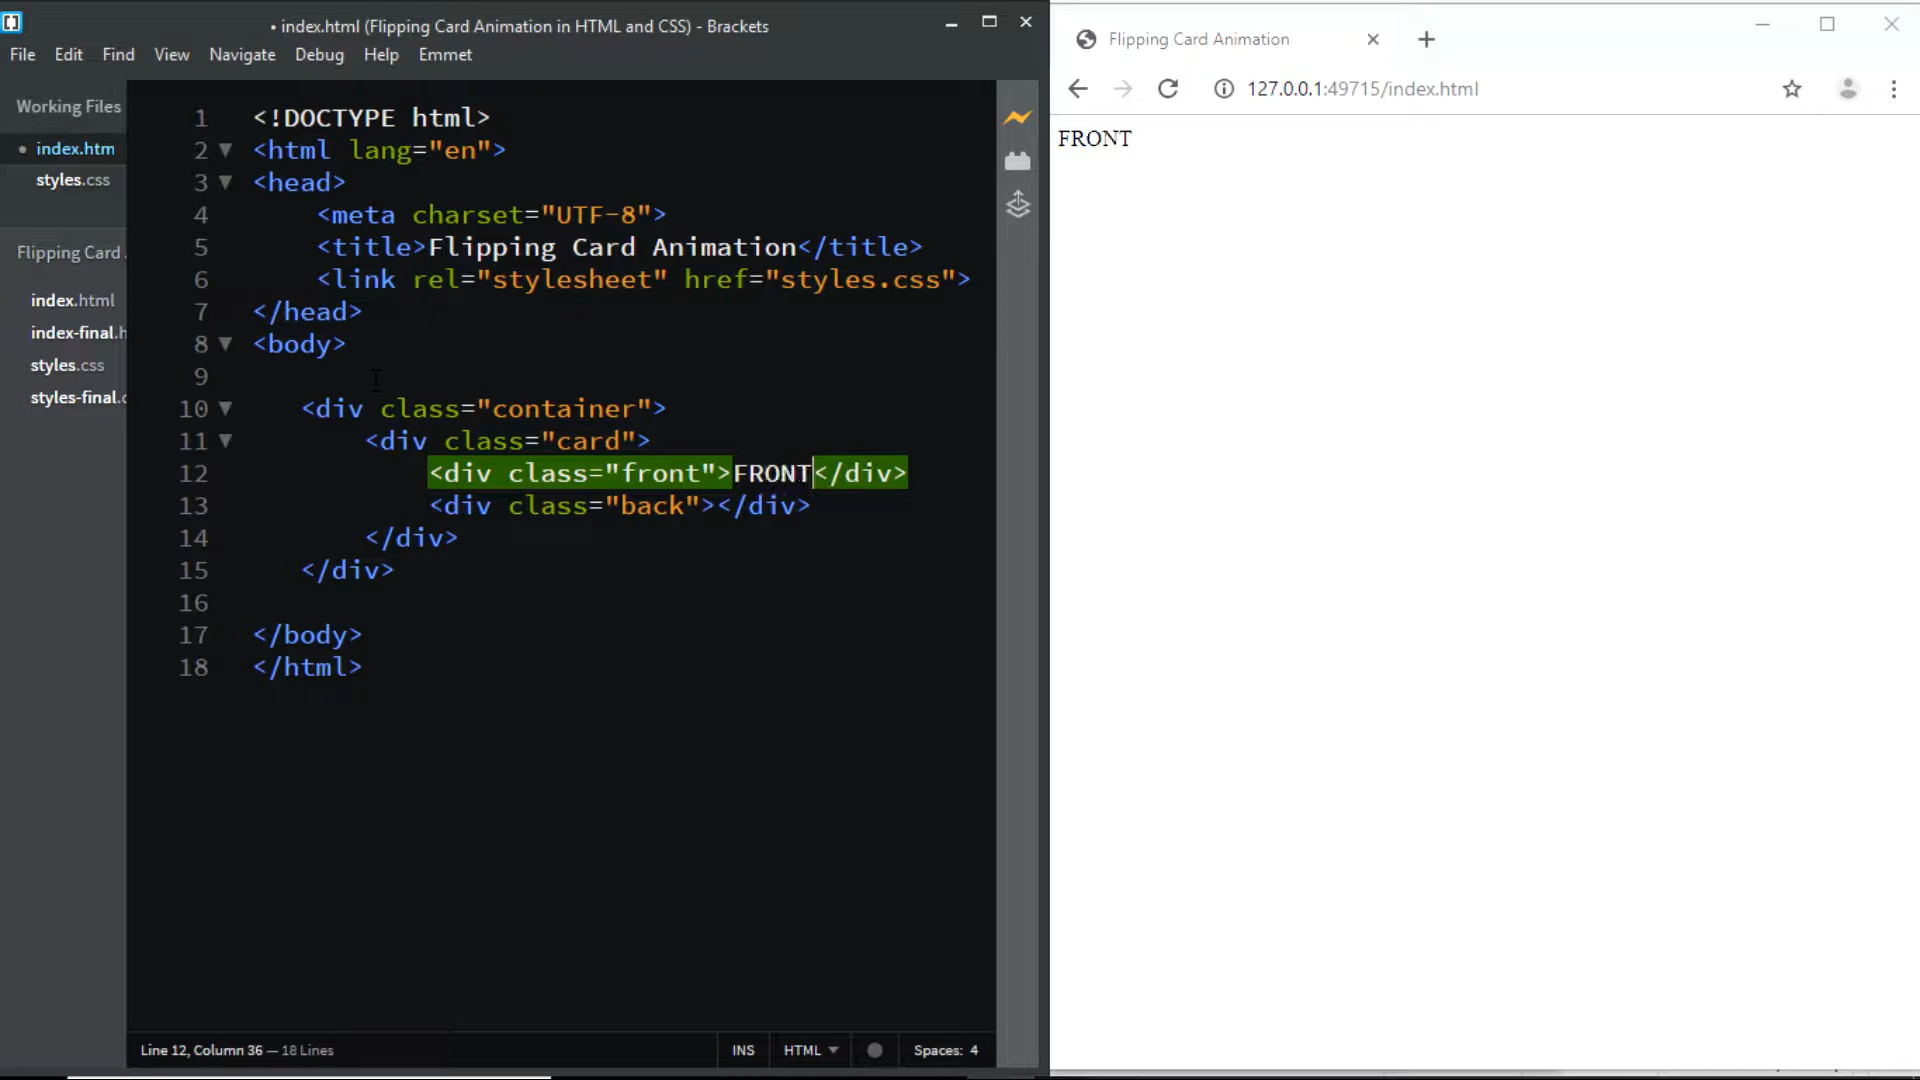 • index.html (Flipping Card Animation in HTML and CSS) - Brackets
File Edit Find View Navigate Debug Help Emmet
Working Files
• index.htm
styles.css
Flipping Card .
index.html
index-final.h
styles.css
styles-final.c
1 <!DOCTYPE html>
2 <html lang="en">
3 <head>
4 <meta charset="UTF-8">
5 <title>Flipping Card Animation</title>
6 <link rel="stylesheet" href="styles.css">
7 </head>
8 <body>
9
10 <div class="container">
11 <div class="card">
12 <div class="front">FRONT</div>
13 <div class="back"></div>
14 </div>
15 </div>
16
17 </body>
18 </html>
Line 12, Column 36 — 18 Lines
INS HTML Spaces: 4
Flipping Card Animation
127.0.0.1:49715/index.html
FRONT